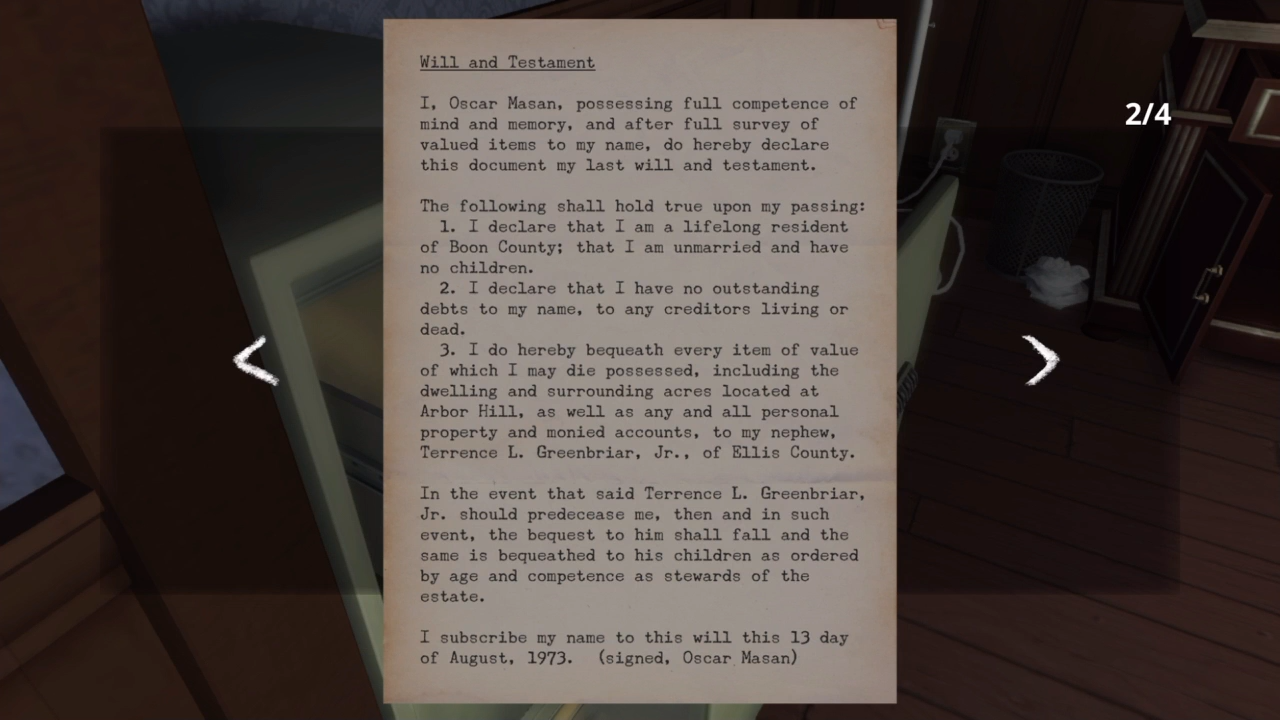 Will and Testament
I, Oscar Masan, possessing full competence of
mind and memory, and after full survey of
valued items to my name, do hereby declare
this document my last will and testament.
The following shall hold true upon my passing:
1. I declare that I am a lifelong resident
of Boon County; that I am unmarried and have
no children.
2. I declare that I have no outstanding
debts to my name, to any creditors living or
dead.
3. I do hereby bequeath every item of value
of which I may die possessed, including the
dwelling and surrounding acres located at
Arbor Hill, as well as any and all personal
property and monied accounts, to my nephew,
Terrence L. Greenbriar, Jr., of Ellis County.
In the event that said Terrence L. Greenbriar,
Jr. should predecease me, then and in such
event, the bequest to him shall fall and the
same is bequeathed to his children as ordered
by age and competence as stewards of the
estate.
I subscribe my name to this will this 13 day
of August, 1973. (signed, Oscar Masan)
2/4